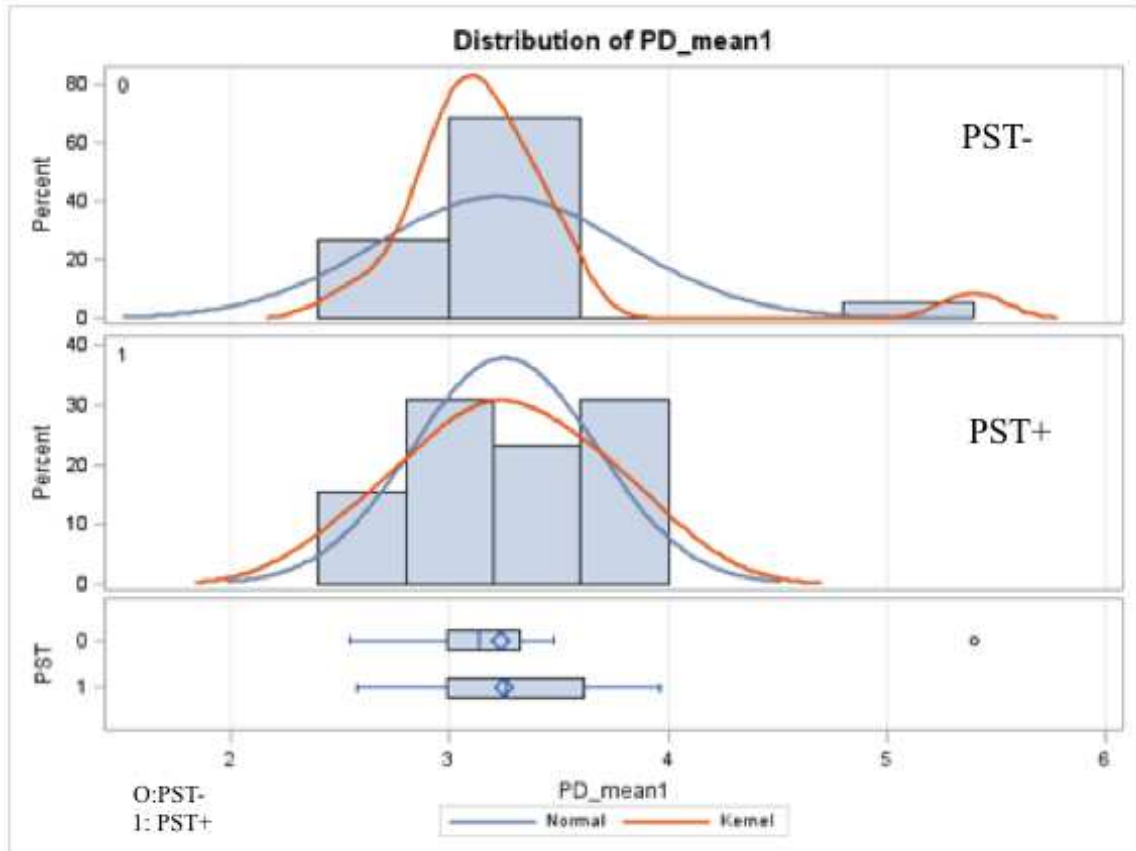 Distribution of PD_mean1
0
PST-
Percent
80
60
40
20
0
1
PST+
Percent
40
30
20
10
0
PST
0
1
2 3 4 5 6
PD_mean1
O:PST-
1: PST+
Normal Kernel